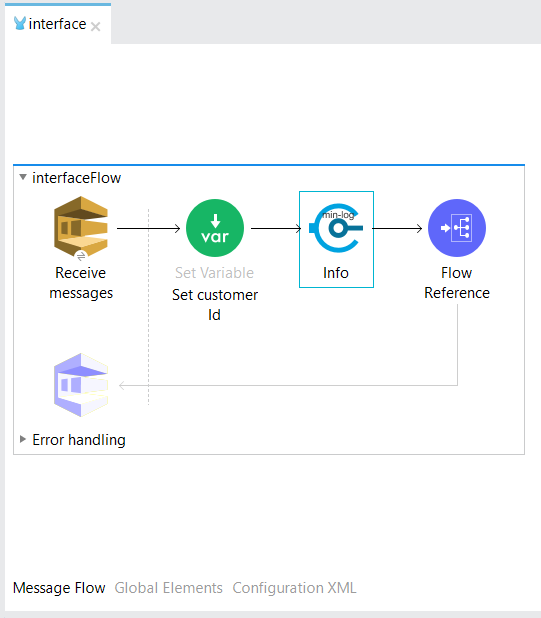 interface
interfaceFlow
Receive
messages
var
Set Variable
Set customer
Id
min-log
Info
Flow
Reference
Error handling
Message Flow Global Elements Configuration XML